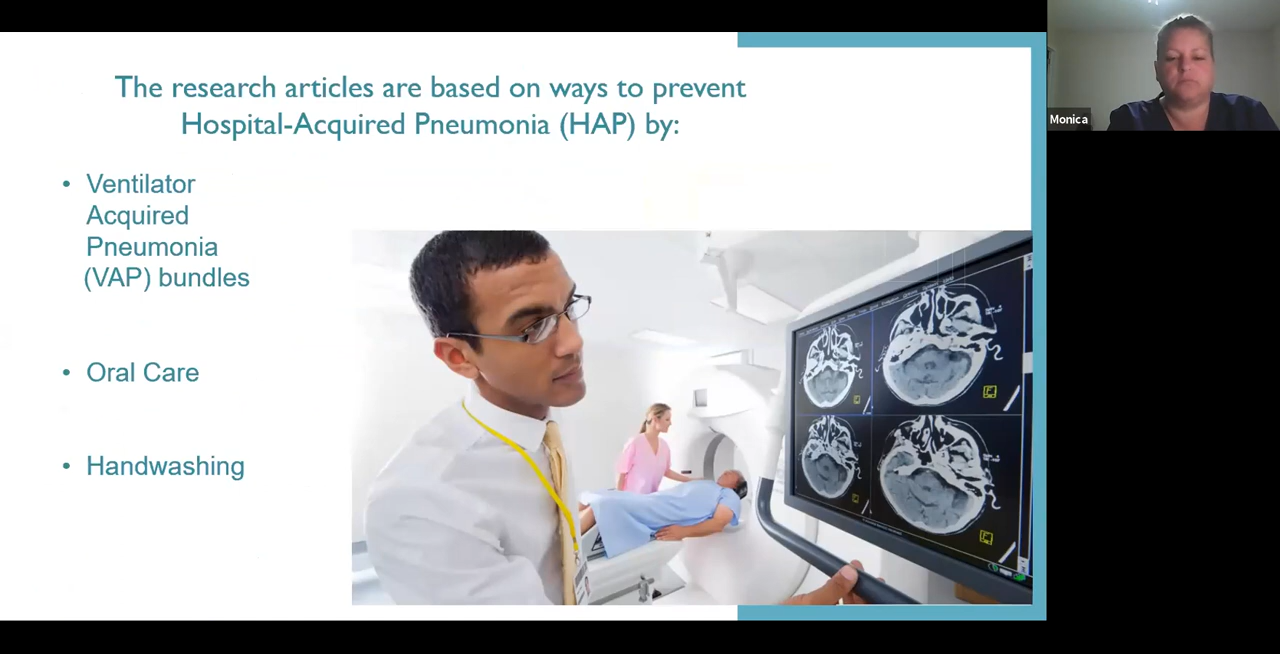 The research articles are based on ways to prevent
Hospital-Acquired Pneumonia (HAP) by:
• Ventilator
Acquired
Pneumonia
(VAP) bundles
• Oral Care
• Handwashing
Monica